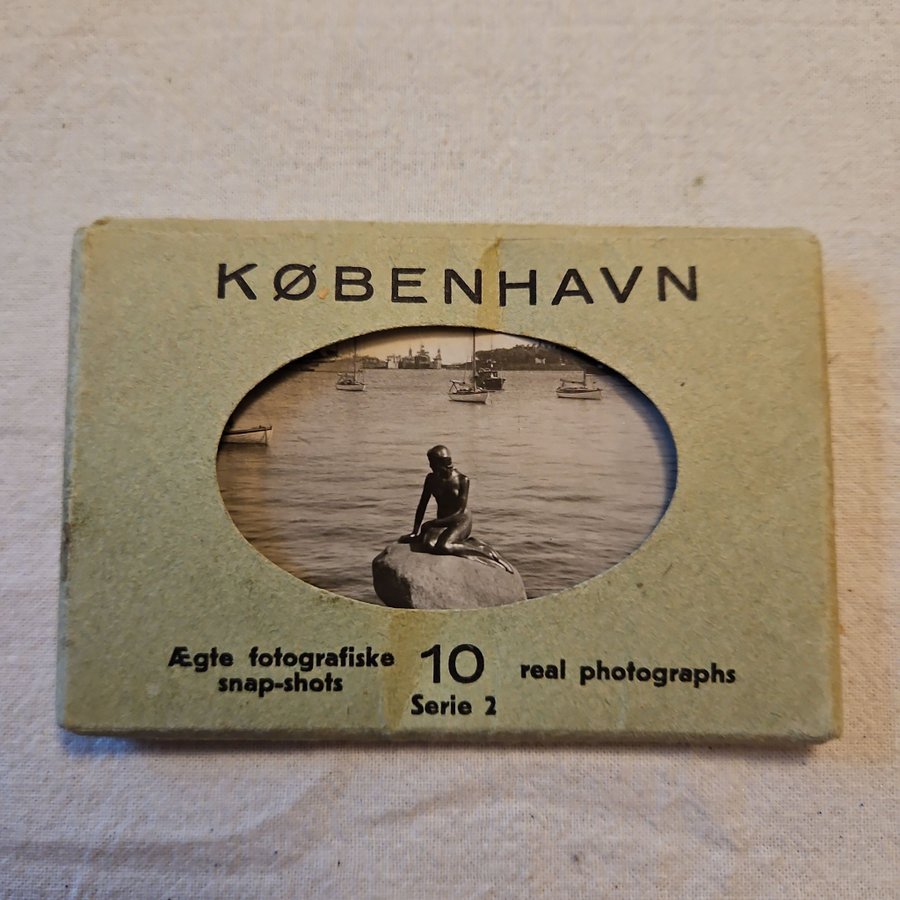 KØBENHAVN
Ægte fotografiske
snap-shots
10
Serie 2
real photographs